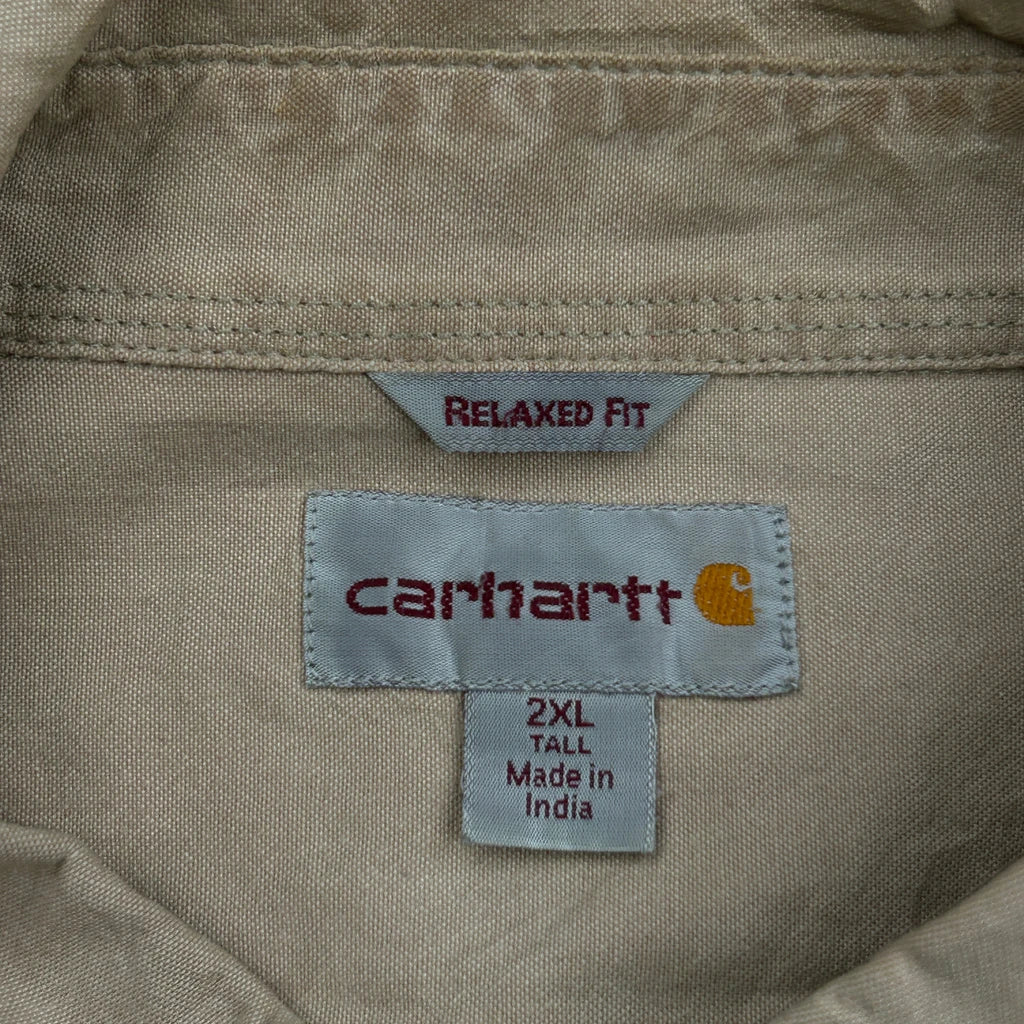 RELAXED FIT
carhartt
2XL
TALL
Made in
India